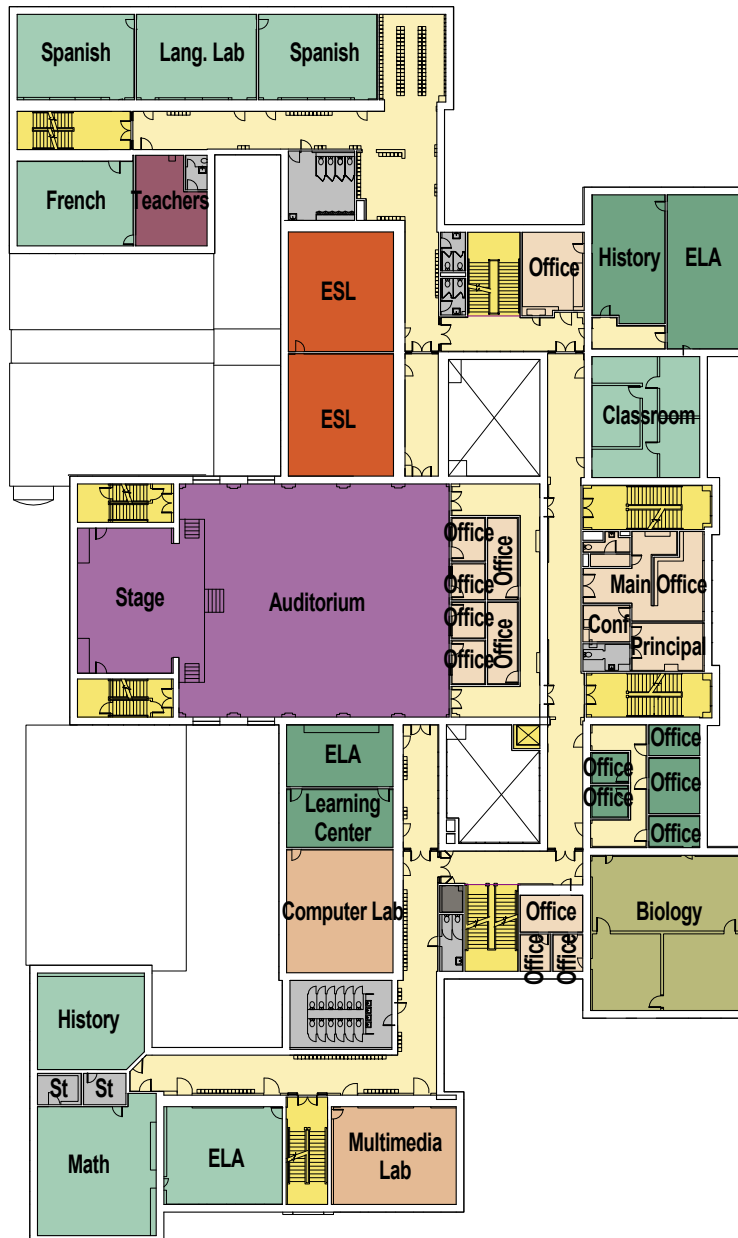 Spanish
Lang. Lab
Spanish
French
Teachers
ESL
Office
History
ELA
ESL
Classroom
Stage
Auditorium
Office
Office
Office
Office
Office
Office
Main Office
Conf
Principal
ELA
Learning
Center
Office
Office
Office
Office
Office
Computer Lab
Office
Office
Office
Biology
History
St
St
Math
ELA
Multimedia
Lab